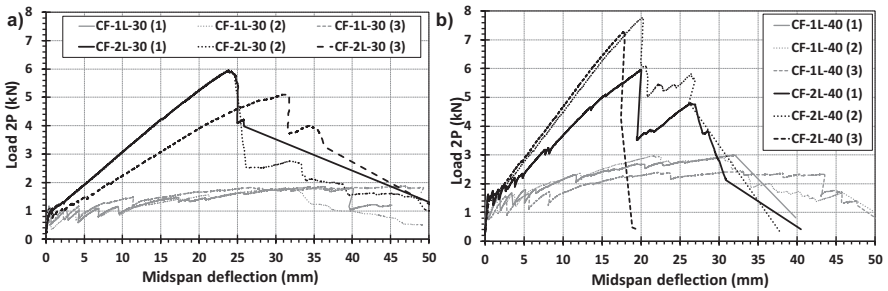 a)
Load 2P (kN)
8
7
6
5
4
3
2
1
0
CF-1L-30 (1) CF-1L-30 (2) CF-1L-30 (3)
CF-2L-30 (1) CF-2L-30 (2) CF-2L-30 (3)
0 5 10 15 20 25 30 35 40 45 50
Midspan deflection (mm)
b)
Load 2P (kN)
8
7
6
5
4
3
2
1
0
CF-1L-40 (1)
CF-1L-40 (2)
CF-1L-40 (3)
CF-2L-40 (1)
CF-2L-40 (2)
CF-2L-40 (3)
0 5 10 15 20 25 30 35 40 45 50
Midspan deflection (mm)